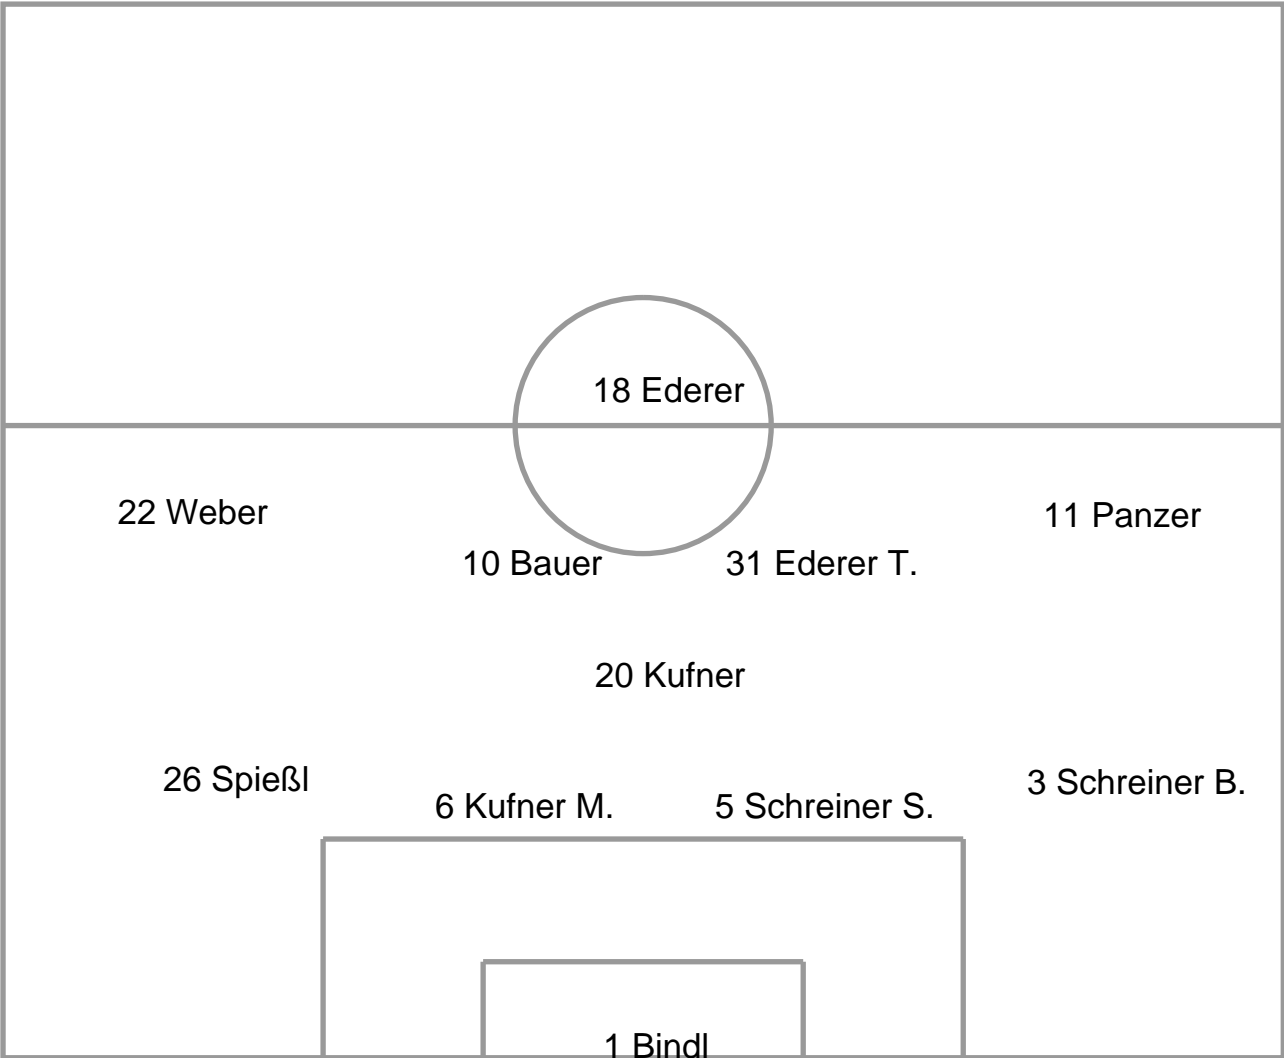 18 Ederer
22 Weber
11 Panzer
10 Bauer
31 Ederer T.
20 Kufner
26 Spießl
3 Schreiner B.
6 Kufner M.
5 Schreiner S.
1 Bindl